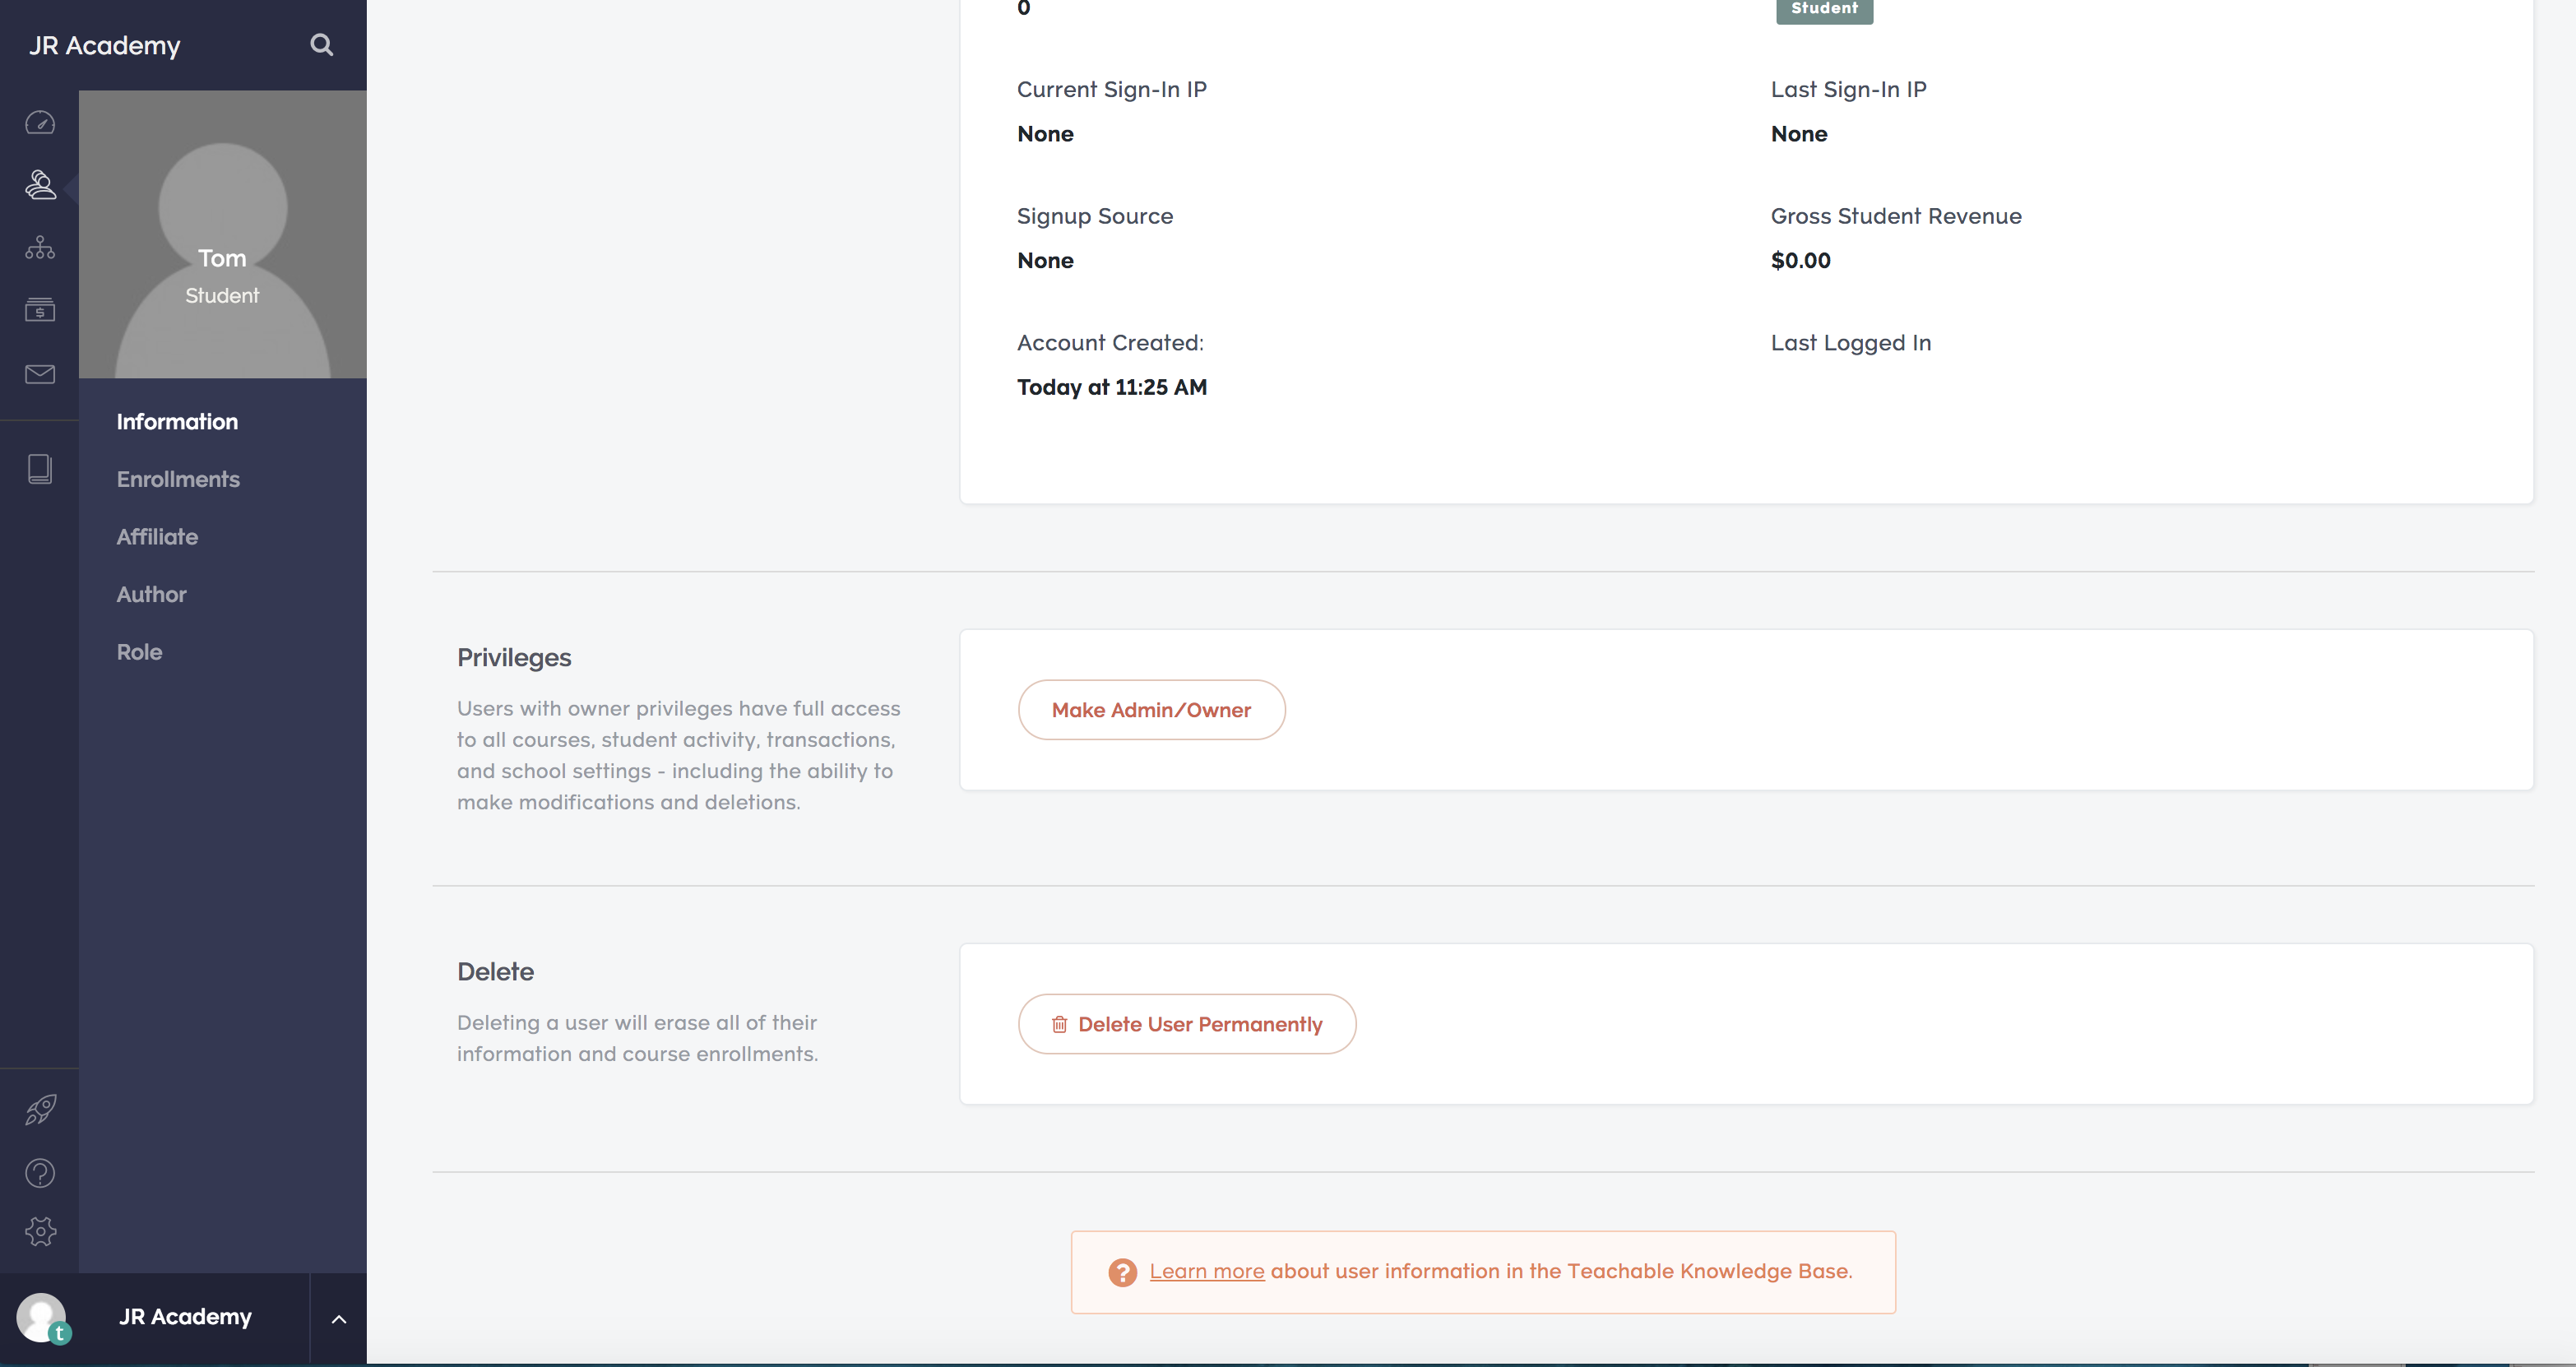 JR Academy
Tom
Student
Information
Enrollments
Affiliate
Author
Role
t
JR Academy
0
Student
Current Sign-In IP
None
Last Sign-In IP
None
Signup Source
None
Gross Student Revenue
$0.00
Account Created:
Today at 11:25 AM
Last Logged In
Privileges
Users with owner privileges have full access
to all courses, student activity, transactions,
and school settings - including the ability to
make modifications and deletions.
Make Admin/Owner
Delete
Deleting a user will erase all of their
information and course enrollments.
Delete User Permanently
? Learn more about user information in the Teachable Knowledge Base.